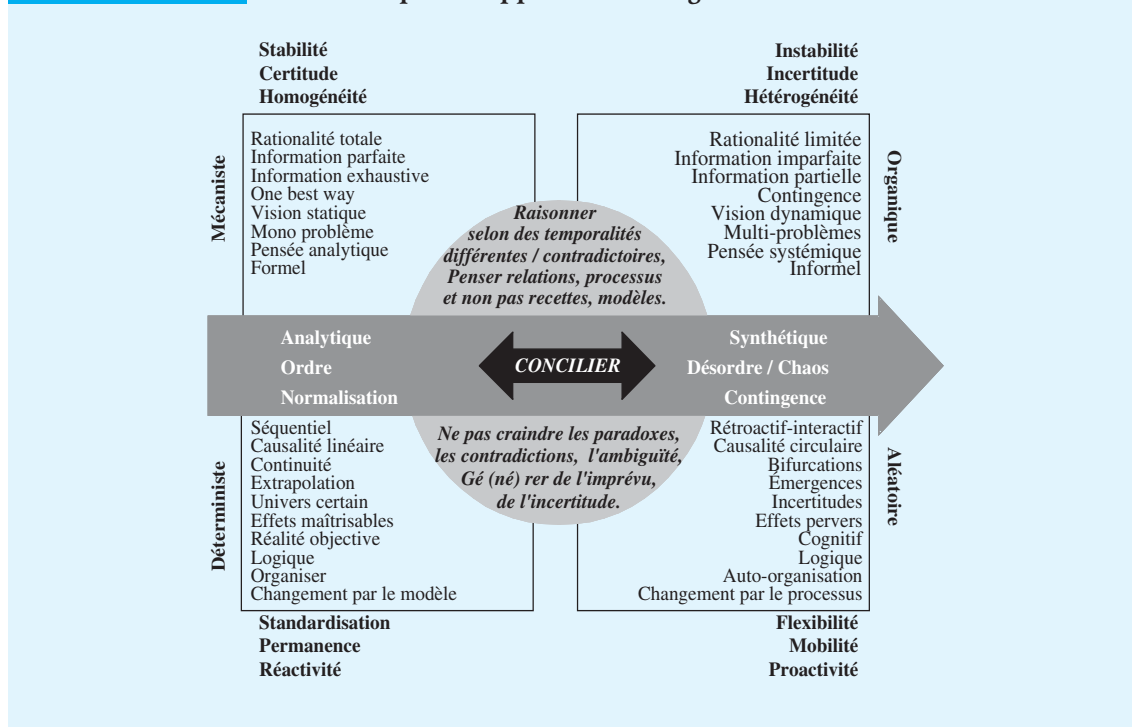 Stabilité
Certitude
Homogénéité
Instabilité
Incertitude
Hétérogénéité
Mécaniste
Rationalité totale
Information parfaite
Information exhaustive
One best way
Vision statique
Mono problème
Pensée analytique
Formel
Raisonner
selon des temporalités
différentes / contradictoires,
Penser relations, processus
et non pas recettes, modèles.
Rationalité limitée
Information imparfaite
Information partielle
Contingence
Vision dynamique
Multi-problèmes
Pensée systémique
Informel
Organique
Analytique
Ordre
Normalisation
CONCILIER
Synthétique
Désordre / Chaos
Contingence
Déterministe
Séquentiel
Causalité linéaire
Continuité
Extrapolation
Univers certain
Effets maîtrisables
Réalité objective
Logique
Organiser
Changement par le modèle
Ne pas craindre les paradoxes,
les contradictions, l'ambiguïté,
Gé (né) rer de l'imprévu,
de l'incertitude.
Rétroactif-interactif
Causalité circulaire
Bifurcations
Émergences
Incertitudes
Effets pervers
Cognitif
Logique
Auto-organisation
Changement par le processus
Aléatoire
Standardisation
Permanence
Réactivité
Flexibilité
Mobilité
Proactivité